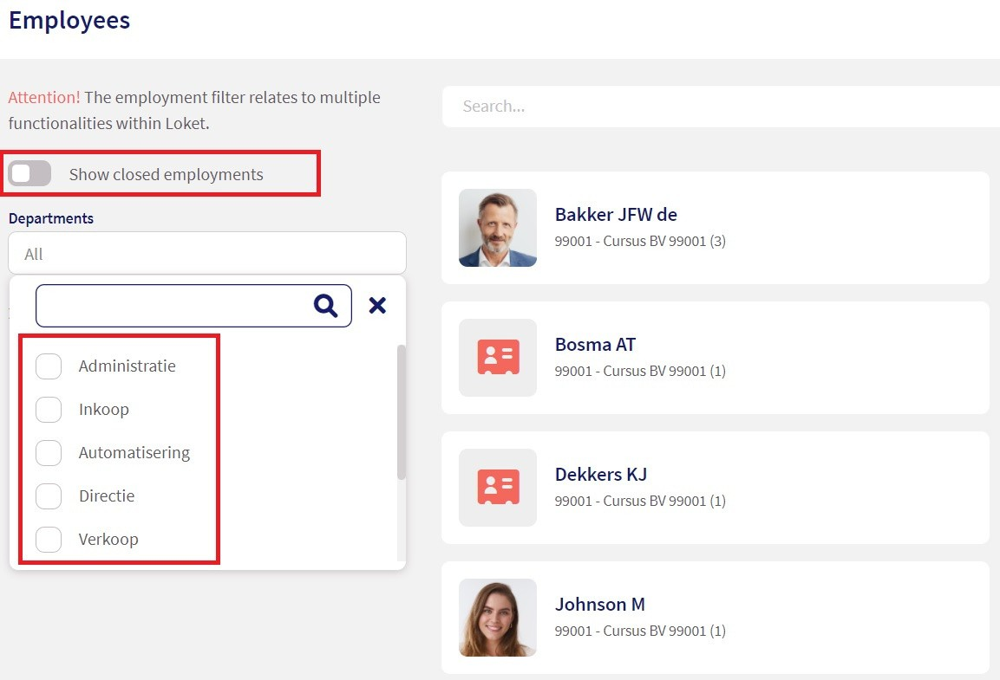 Employees
Attention! The employment filter relates to multiple
functionalities within Loket.
Show closed employments
Departments
All
Administratie
Inkoop
Automatisering
Directie
Verkoop
Search...
Bakker JFW de
99001 - Cursus BV 99001 (3)
Bosma AT
99001 - Cursus BV 99001 (1)
Dekkers KJ
99001 - Cursus BV 99001 (1)
Johnson M
99001 - Cursus BV 99001 (1)